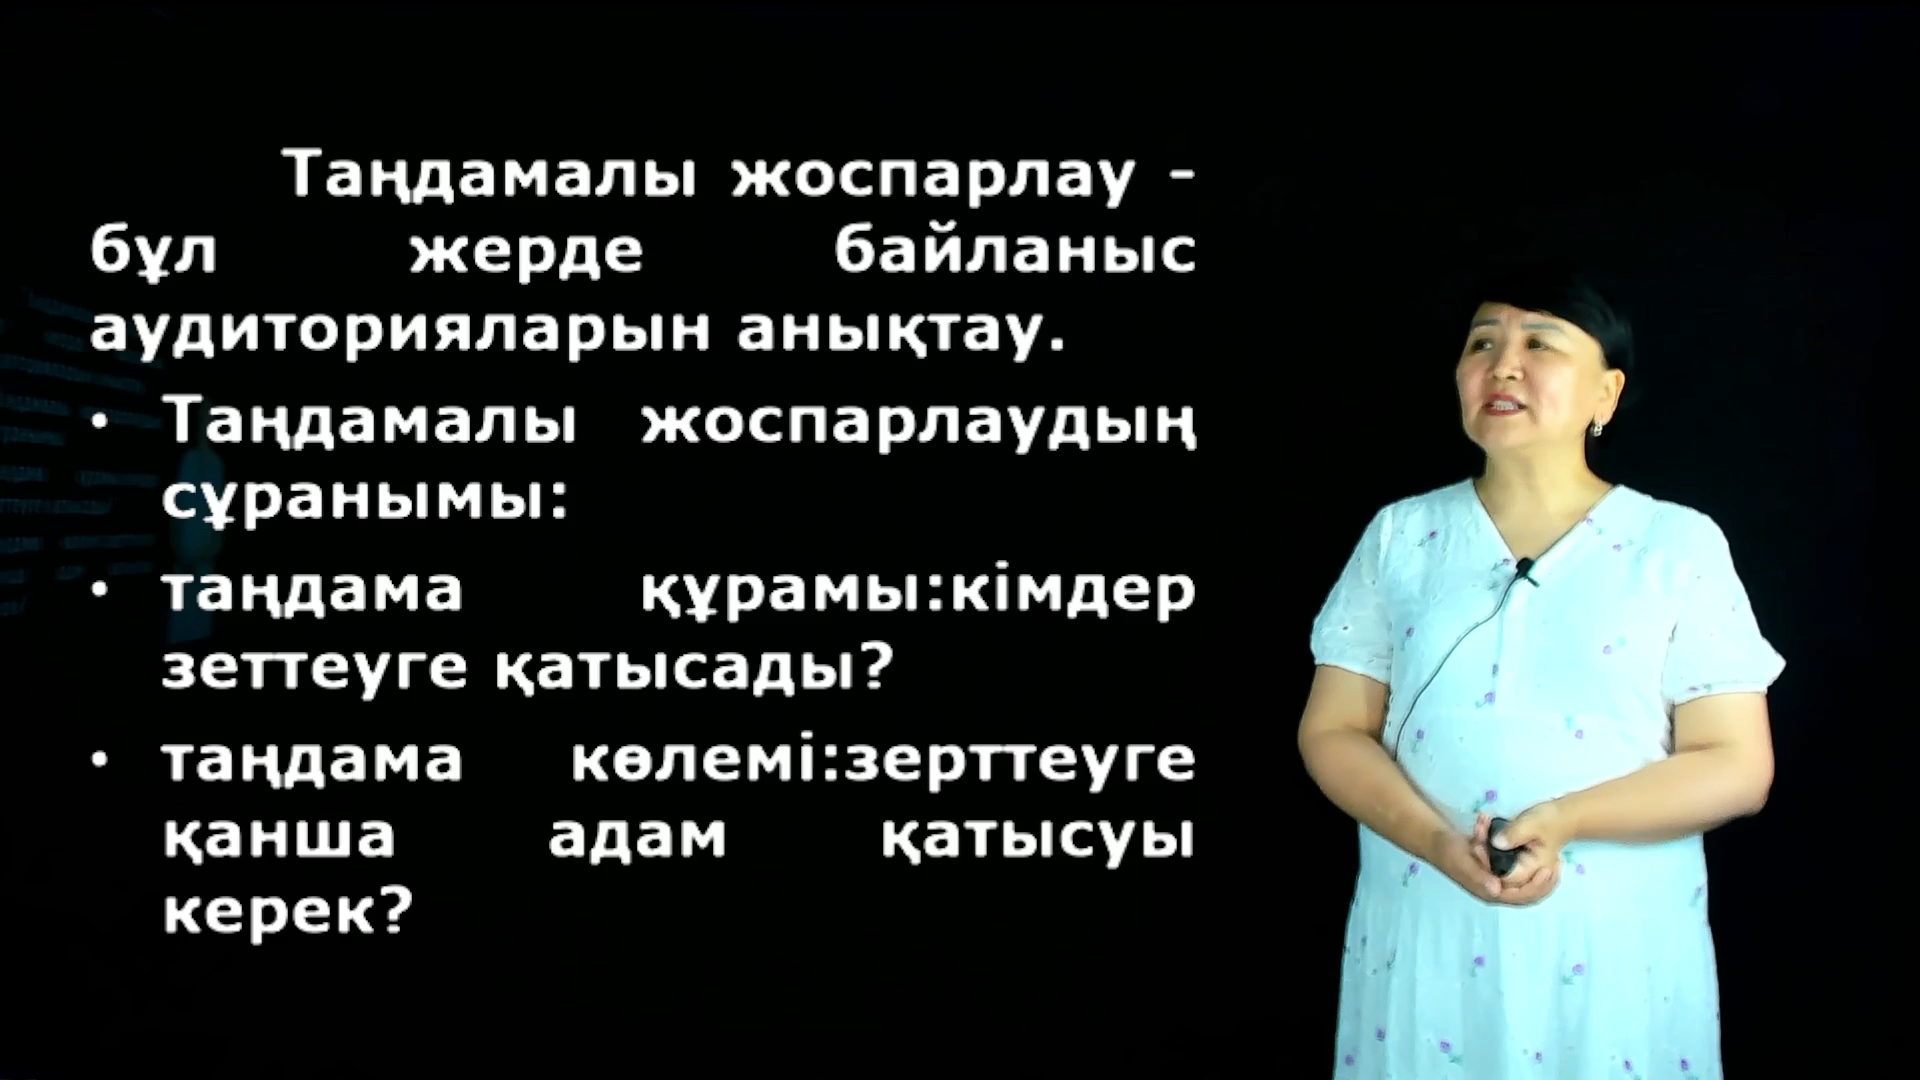 Таңдамалы жоспарлау -
бұл жерде байланыс
аудиторияларын анықтау.
• Таңдамалы жоспарлаудың
сұранымы:
• таңдама құрамы:кімдер
зеттеуге қатысады?
• таңдама көлемі:зерттеуге
қанша адам қатысуы
керек?